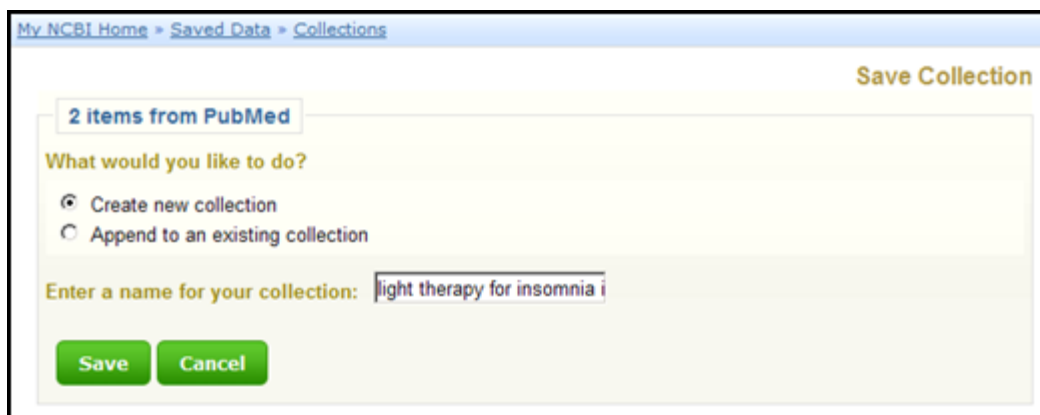 My NCBI Home » Saved Data » Collections
Save Collection
2 items from PubMed
What would you like to do?
Create new collection
Append to an existing collection
Enter a name for your collection: light therapy for insomnia i
Save Cancel